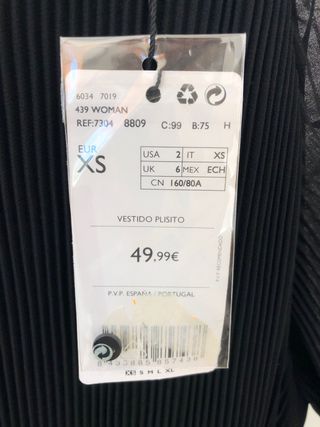 6034 7019
439 WOMAN
REF:7304 8809 C:99 B:75 H
EUR
XS
USA 2 IT XS
UK 6 MEX ECH
CN 160/80A
VESTIDO PLISITO
49,99€
P.V.P. ESPAÑA / PORTUGAL
P.V.P. RECOMENDADO
XS S M L XL